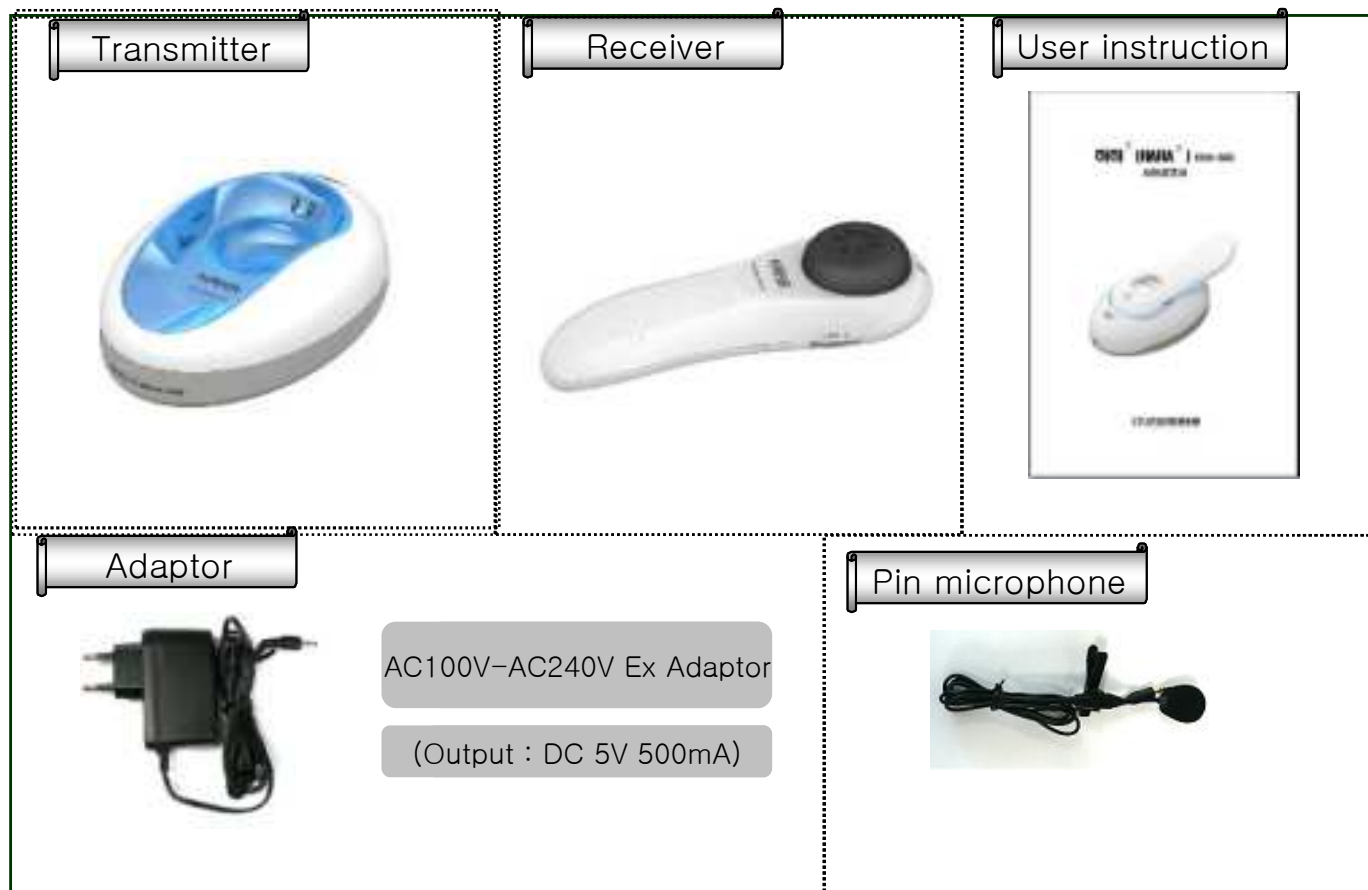 Transmitter
Receiver
User instruction
Adaptor
AC100V-AC240V Ex Adaptor
(Output : DC 5V 500mA)
Pin microphone